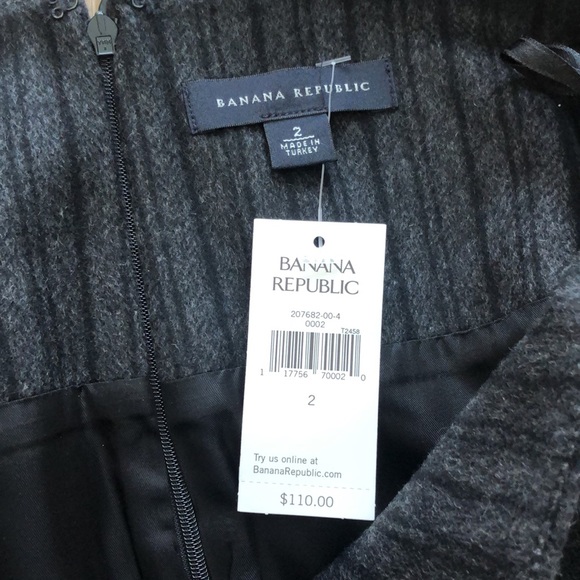 BANANA REPUBLIC
2
MADE IN
TURKEY
BANANA
REPUBLIC
207682-00-4
0002
T2458
1 17756 70002 0
2
Try us online at
BananaRepublic.com
$110.00